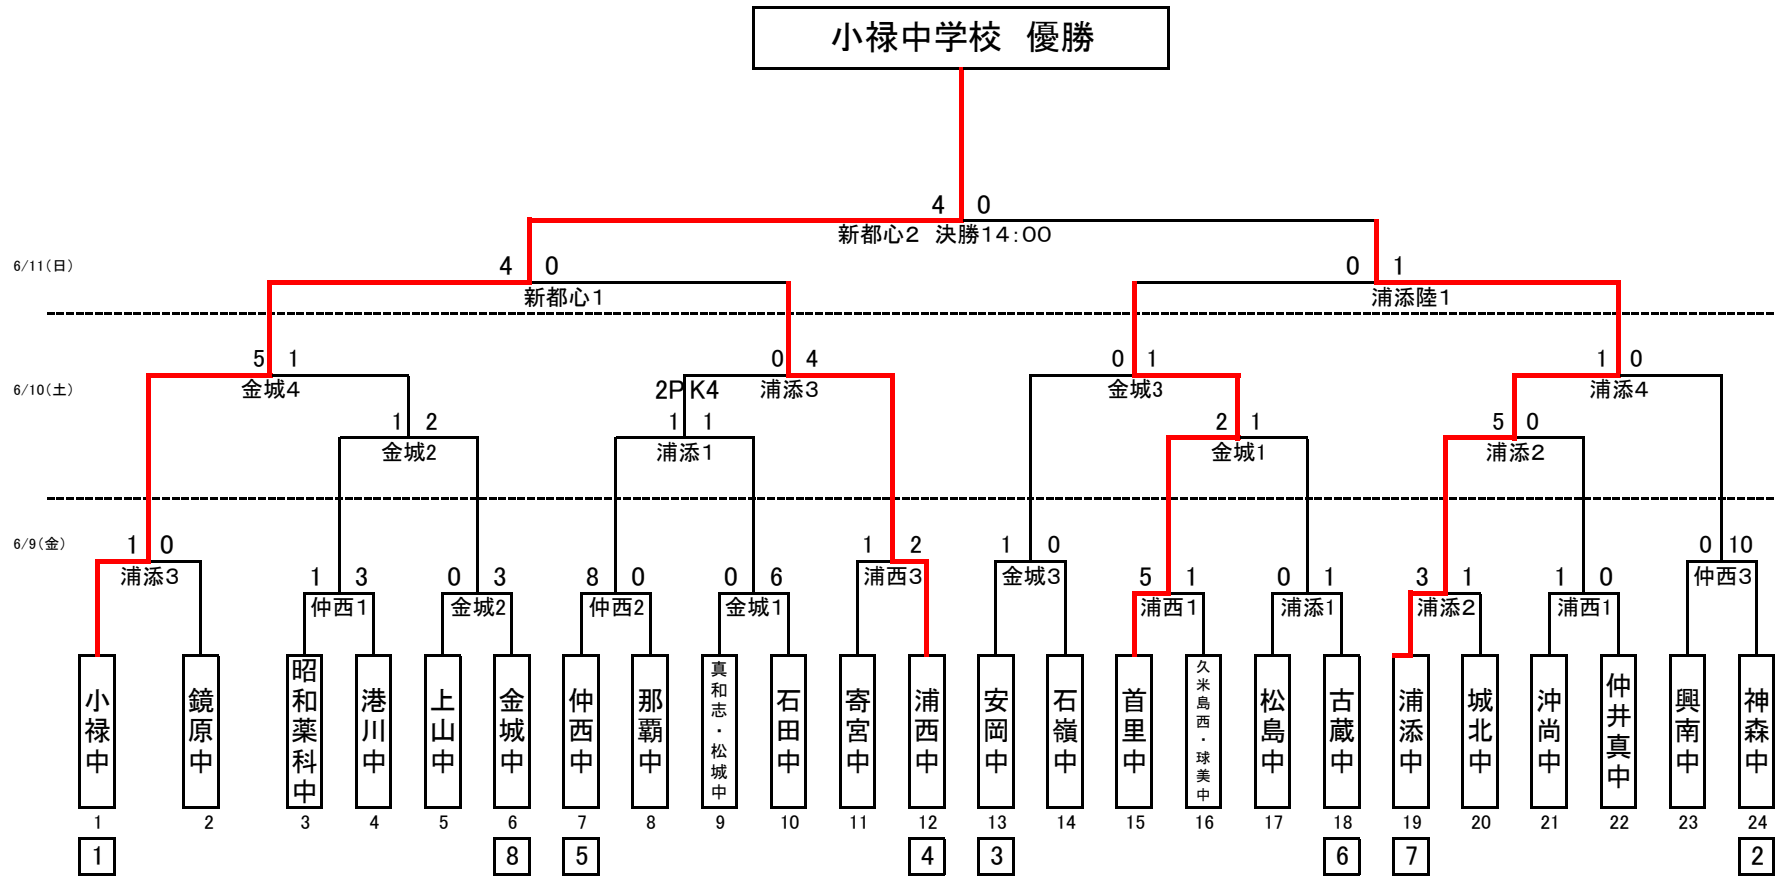 小禄中学校 優勝
4 0
新都心2 決勝14:00
6/11(日)
4 0
0 1
新都心1
浦添陸1
5 1
0 4
0 1
1 0
6/10(土)
金城4
2PK4
浦添3
金城3
浦添4
1 2
1 1
2 1
5 0
金城2
浦添1
金城1
浦添2
6/9(金)
1 0
1 2
1 0
0 10
浦添3
浦西3
金城3
仲西3
1 3
0 3
8 0
0 6
5 1
0 1
3 1
1 0
仲西1
金城2
仲西2
金城1
浦西1
浦添1
浦添2
浦西1
小禄中
鏡原中
昭和薬科中
港川中
上山中
金城中
仲西中
那覇中
真和志・松城中
石田中
寄宮中
浦西中
安岡中
石嶺中
首里中
久米島西・球美中
松島中
古蔵中
浦添中
城北中
沖尚中
仲井真中
興南中
神森中
1 2 3 4 5 6 7 8 9 10 11 12 13 14 15 16 17 18 19 20 21 22 23 24
1 8 5 4 3 6 7 2